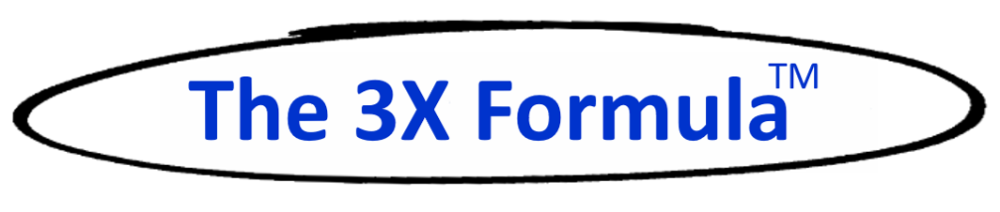 The 3X Formula™